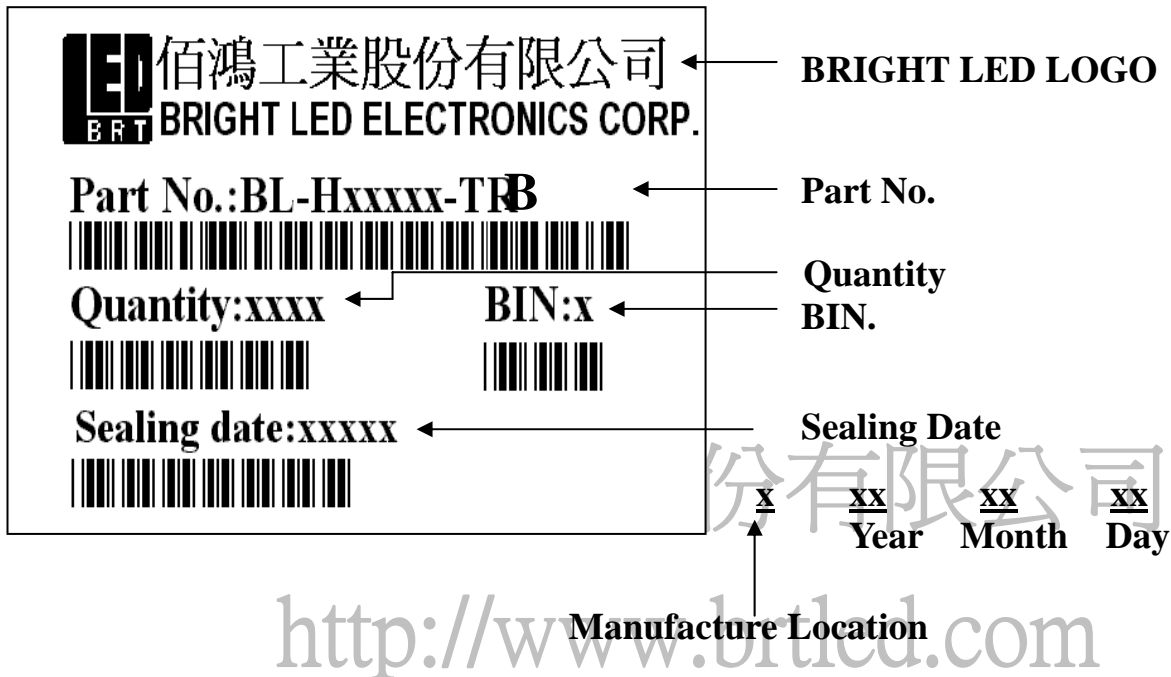 LED 佰鴻工業股份有限公司 BRIGHT LED LOGO
BRT BRIGHT LED ELECTRONICS CORP.
Part No.:BL-Hxxxxx-TRB Part No.
Quantity
Quantity:xxxx BIN:x BIN.
Sealing date:xxxxx Sealing Date
份有限公司
x xx xx xx
Year Month Day
Manufacture Location
http://www.brtled.com